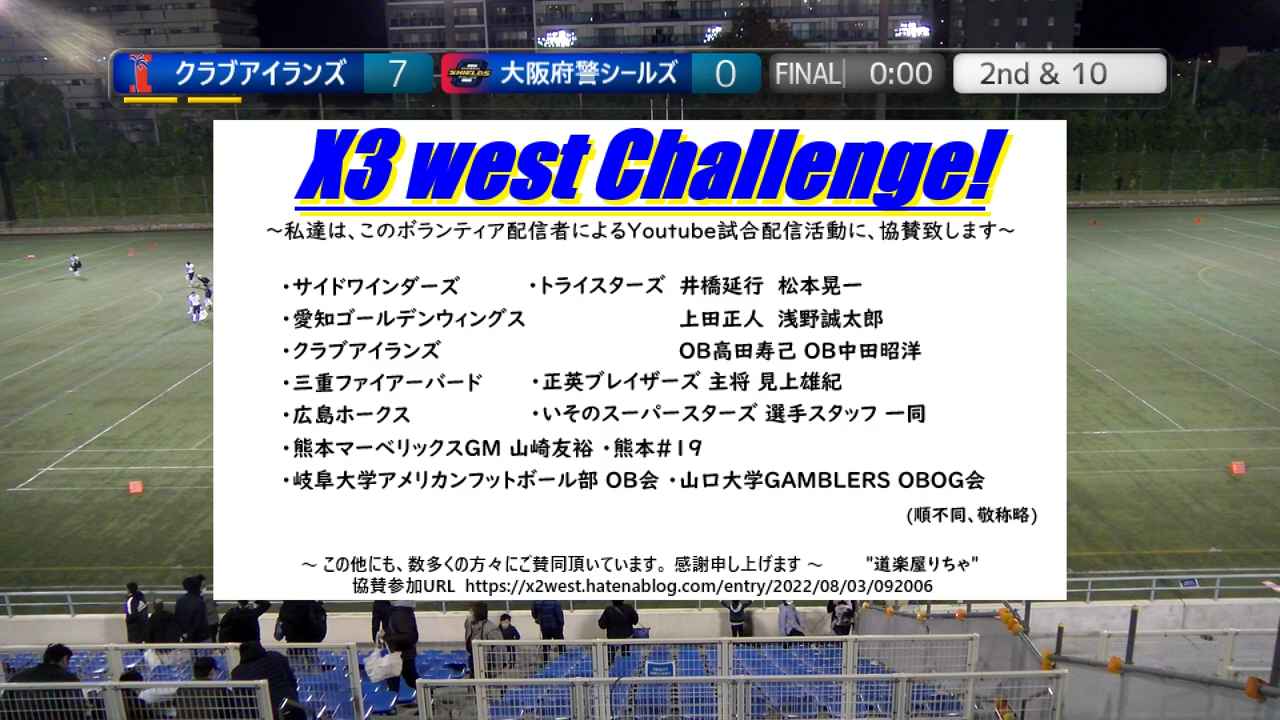 クラブアイランズ 7 SHIELDS 大阪府警シールズ 0 FINAL 0:00 2nd & 10
X3 west Challenge!
～私達は、このボランティア配信者によるYoutube試合配信活動に、協賛致します～
・サイドワインダーズ ・トライスターズ 井橋延行 松本晃一
・愛知ゴールデンウィングス 上田正人 浅野誠太郎
・クラブアイランズ OB高田寿己 OB中田昭洋
・三重ファイアーバード ・正英ブレイザーズ 主将 見上雄紀
・広島ホークス ・いそのスーパースターズ 選手スタッフ 一同
・熊本マーベリックスGM 山崎友裕 ・熊本#19
・岐阜大学アメリカンフットボール部 OB会 ・山口大学GAMBLERS OBOG会
(順不同、敬称略)
～ この他にも、数多くの方々にご賛同頂いています。感謝申し上げます ～ "道楽屋りちゃ"
協賛参加URL https://x2west.hatenablog.com/entry/2022/08/03/092006